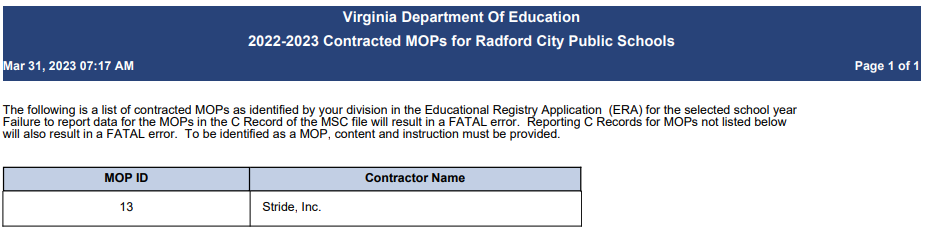 Virginia Department Of Education
2022-2023 Contracted MOPs for Radford City Public Schools
Mar 31, 2023 07:17 AM Page 1 of 1
The following is a list of contracted MOPs as identified by your division in the Educational Registry Application (ERA) for the selected school year
Failure to report data for the MOPs in the C Record of the MSC file will result in a FATAL error. Reporting C Records for MOPs not listed below
will also result in a FATAL error. To be identified as a MOP, content and instruction must be provided.
MOP ID Contractor Name
13 Stride, Inc.